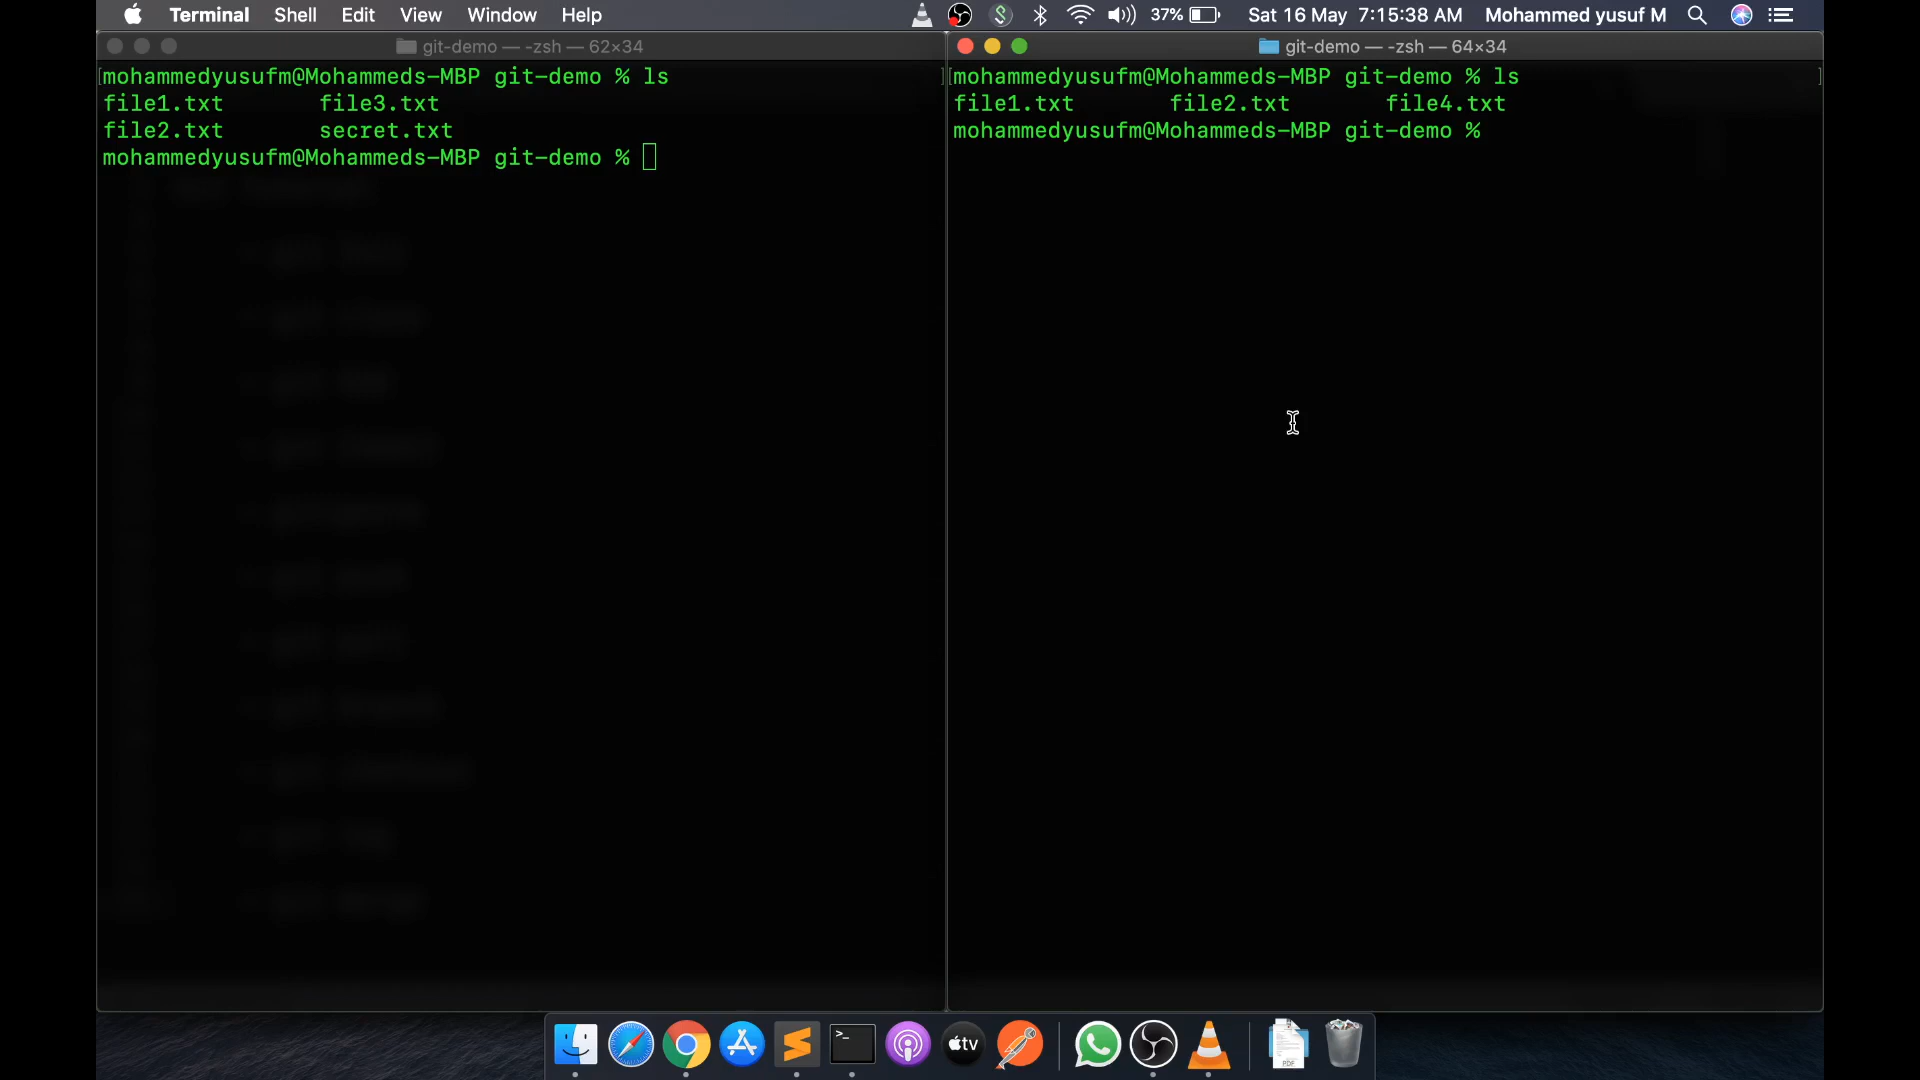 Terminal Shell Edit View Window Help 37% Sat 16 May 7:15:38 AM Mohammed yusuf M
git-demo — -zsh — 62×34
mohammedyusufm@Mohammeds-MBP git-demo % ls
file1.txt file3.txt
file2.txt secret.txt
mohammedyusufm@Mohammeds-MBP git-demo %
git-demo — -zsh — 64×34
mohammedyusufm@Mohammeds-MBP git-demo % ls
file1.txt file2.txt file4.txt
mohammedyusufm@Mohammeds-MBP git-demo %
>_
tv
PDF